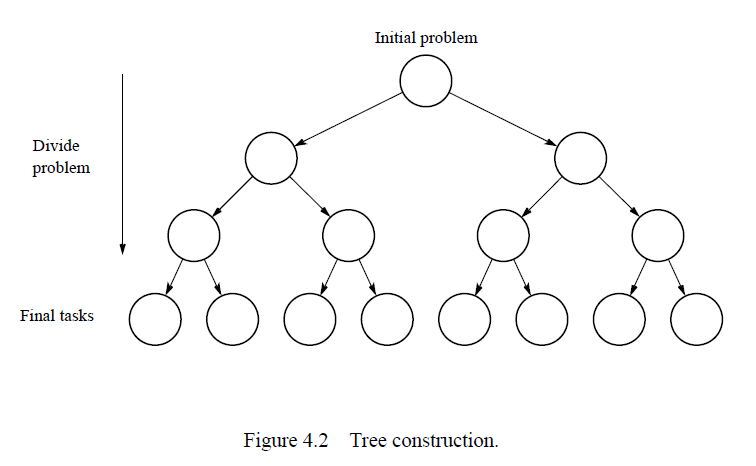 Initial problem
Divide
problem
Final tasks
Figure 4.2 Tree construction.